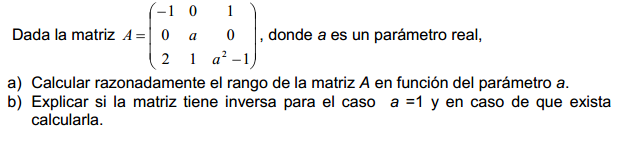 Dada la matriz A = \begin{pmatrix} -1 & 0 & 1 \\ 0 & a & 0 \\ 2 & 1 & a^2-1 \end{pmatrix}, donde a es un parámetro real,
a) Calcular razonadamente el rango de la matriz A en función del parámetro a.
b) Explicar si la matriz tiene inversa para el caso a =1 y en caso de que exista
calcularla.